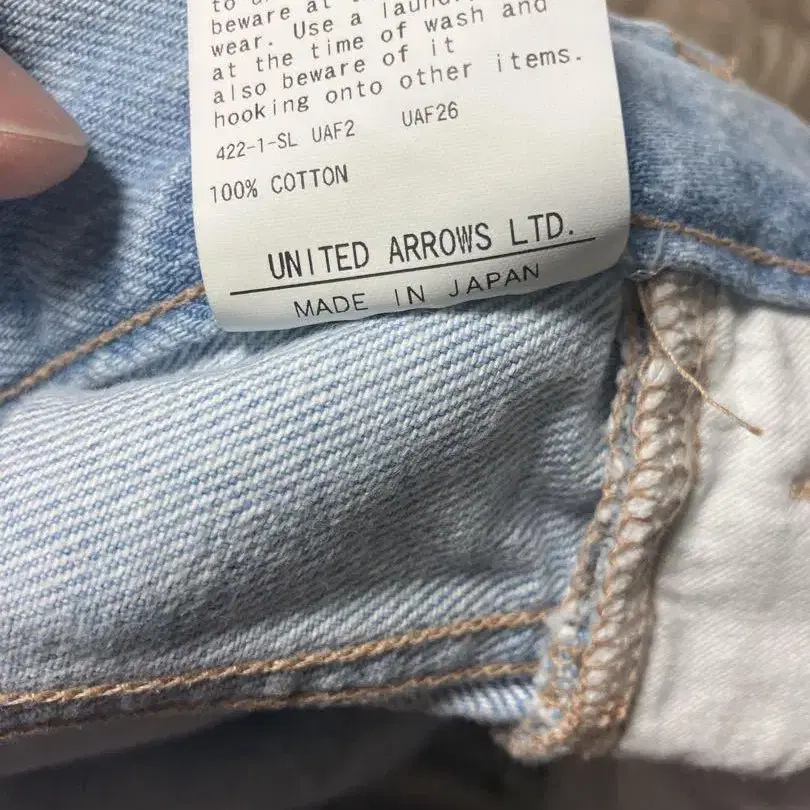 beware at
wear. Use a laun
at the time of wash and
also beware of it
hooking onto other items.
422-1-SL UAF2 UAF26
100% COTTON
UNITED ARROWS LTD.
MADE IN JAPAN